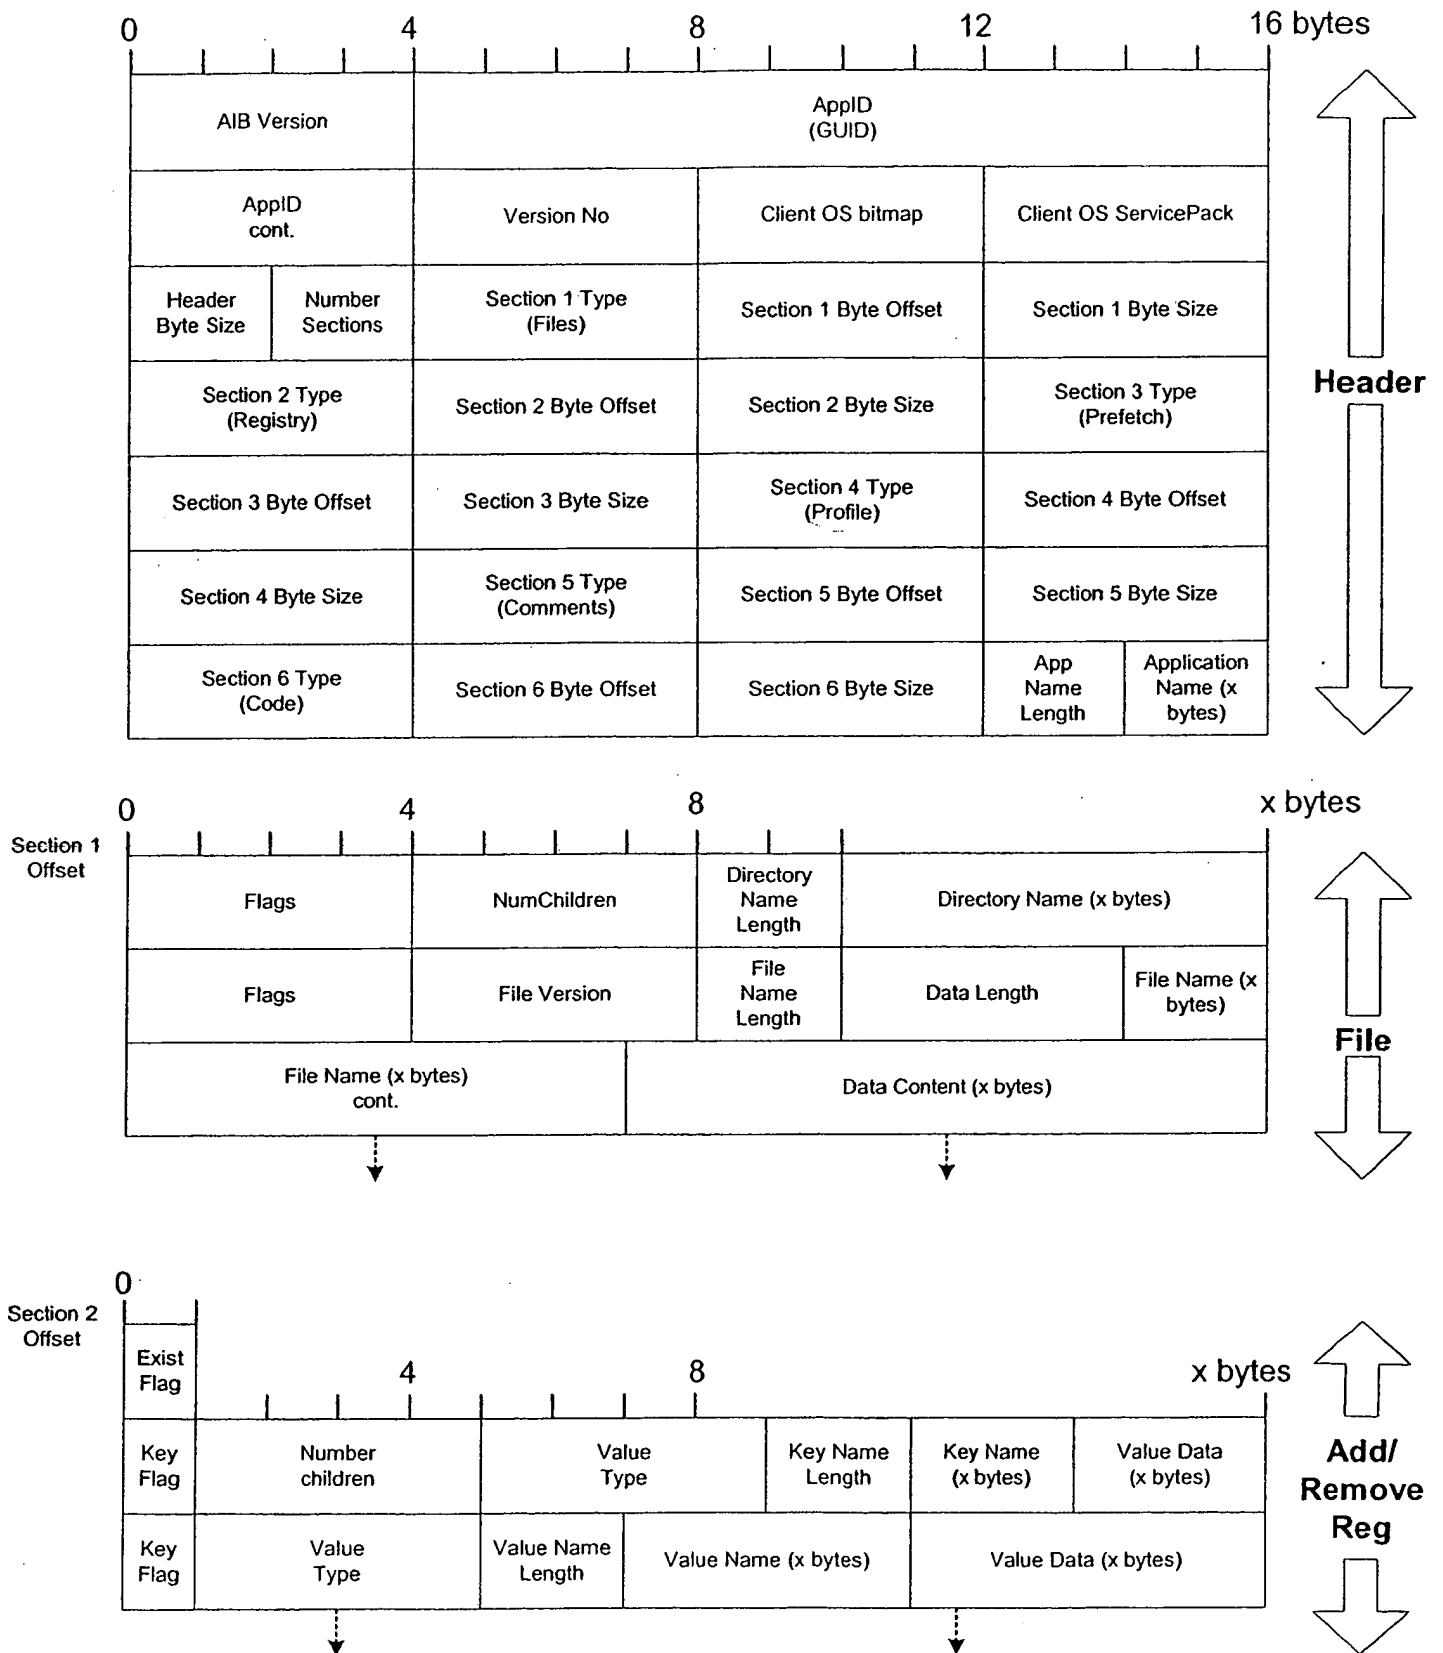 0 4 8 12 16 bytes
AIB Version
AppID
(GUID)
AppID
cont.
Version No
Client OS bitmap
Client OS ServicePack
Header
Byte Size
Number
Sections
Section 1 Type
(Files)
Section 1 Byte Offset
Section 1 Byte Size
Section 2 Type
(Registry)
Section 2 Byte Offset
Section 2 Byte Size
Section 3 Type
(Prefetch)
Header
Section 3 Byte Offset
Section 3 Byte Size
Section 4 Type
(Profile)
Section 4 Byte Offset
Section 4 Byte Size
Section 5 Type
(Comments)
Section 5 Byte Offset
Section 5 Byte Size
Section 6 Type
(Code)
Section 6 Byte Offset
Section 6 Byte Size
App
Name
Length
Application
Name (x
bytes)
0 4 8 x bytes
Section 1
Offset
Flags
NumChildren
Directory
Name
Length
Directory Name (x bytes)
Flags
File Version
File
Name
Length
Data Length
File Name (x
bytes)
File
File Name (x bytes)
cont.
Data Content (x bytes)
0
Section 2
Offset
Exist
Flag
4 8 x bytes
Key
Flag
Number
children
Value
Type
Key Name
Length
Key Name
(x bytes)
Value Data
(x bytes)
Add/
Remove
Reg
Key
Flag
Value
Type
Value Name
Length
Value Name (x bytes)
Value Data (x bytes)